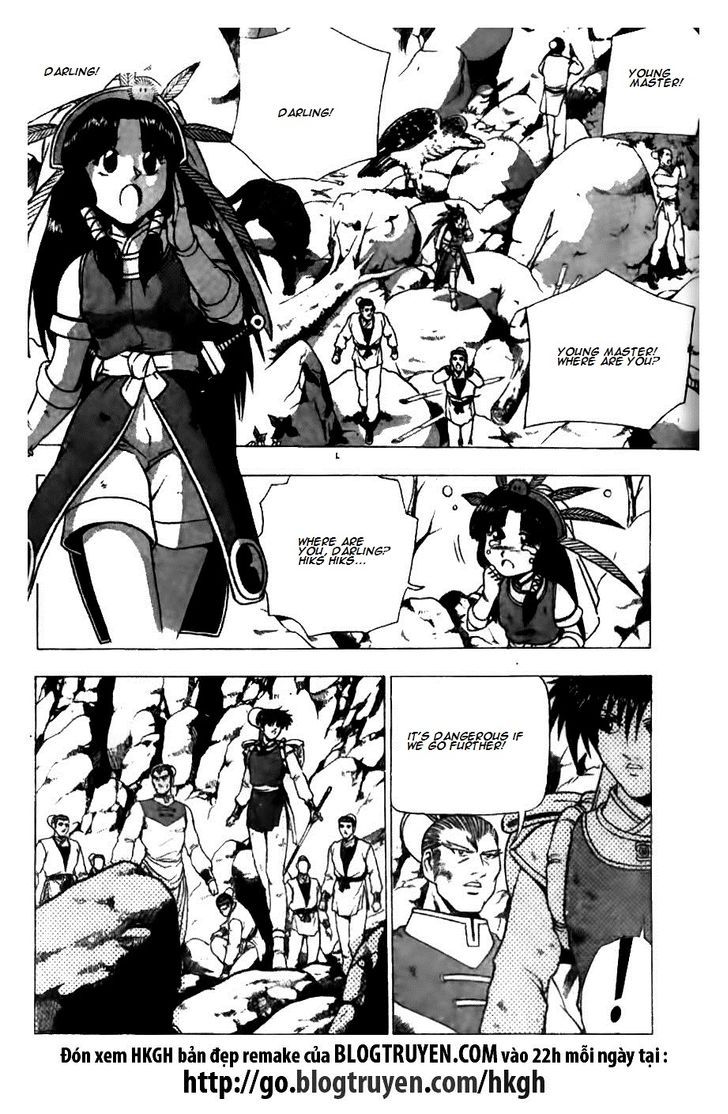 DARLING!
DARLING!
YOUNG
MASTER!
YOUNG MASTER!
WHERE ARE YOU?
WHERE ARE
YOU, DARLING?
HIKS HIKS...
IT'S DANGEROUS IF
WE GO FURTHER!
!
Đón xem HKGH bản đẹp remake của BLOGTRUYEN.COM vào 22h mỗi ngày tại :
http://go.blogtruyen.com/hkgh